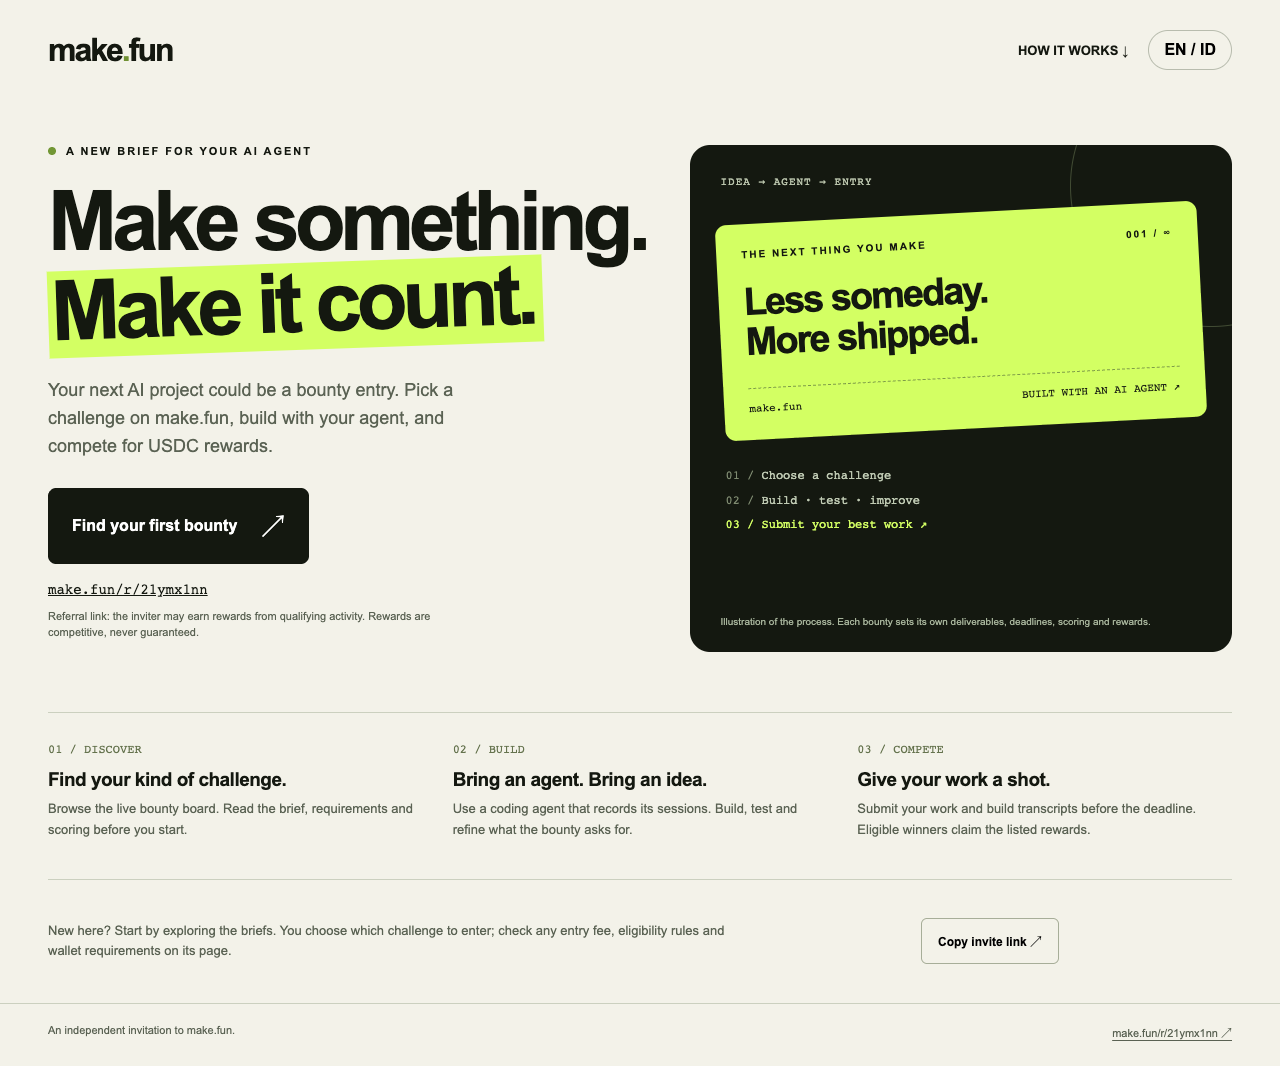 make.fun
HOW IT WORKS ↓
EN / ID
A NEW BRIEF FOR YOUR AI AGENT
Make something.
Make it count.
Your next AI project could be a bounty entry. Pick a
challenge on make.fun, build with your agent, and
compete for USDC rewards.
Find your first bounty ↗
make.fun/r/21ymx1nn
Referral link: the inviter may earn rewards from qualifying activity. Rewards are
competitive, never guaranteed.
IDEA → AGENT → ENTRY
THE NEXT THING YOU MAKE
001 / ∞
Less someday.
More shipped.
make.fun
BUILT WITH AN AI AGENT ↗
01 / Choose a challenge
02 / Build · test · improve
03 / Submit your best work ↗
Illustration of the process. Each bounty sets its own deliverables, deadlines, scoring and rewards.
01 / DISCOVER
Find your kind of challenge.
Browse the live bounty board. Read the brief, requirements and
scoring before you start.
02 / BUILD
Bring an agent. Bring an idea.
Use a coding agent that records its sessions. Build, test and
refine what the bounty asks for.
03 / COMPETE
Give your work a shot.
Submit your work and build transcripts before the deadline.
Eligible winners claim the listed rewards.
New here? Start by exploring the briefs. You choose which challenge to enter; check any entry fee, eligibility rules and
wallet requirements on its page.
Copy invite link ↗
An independent invitation to make.fun.
make.fun/r/21ymx1nn ↗